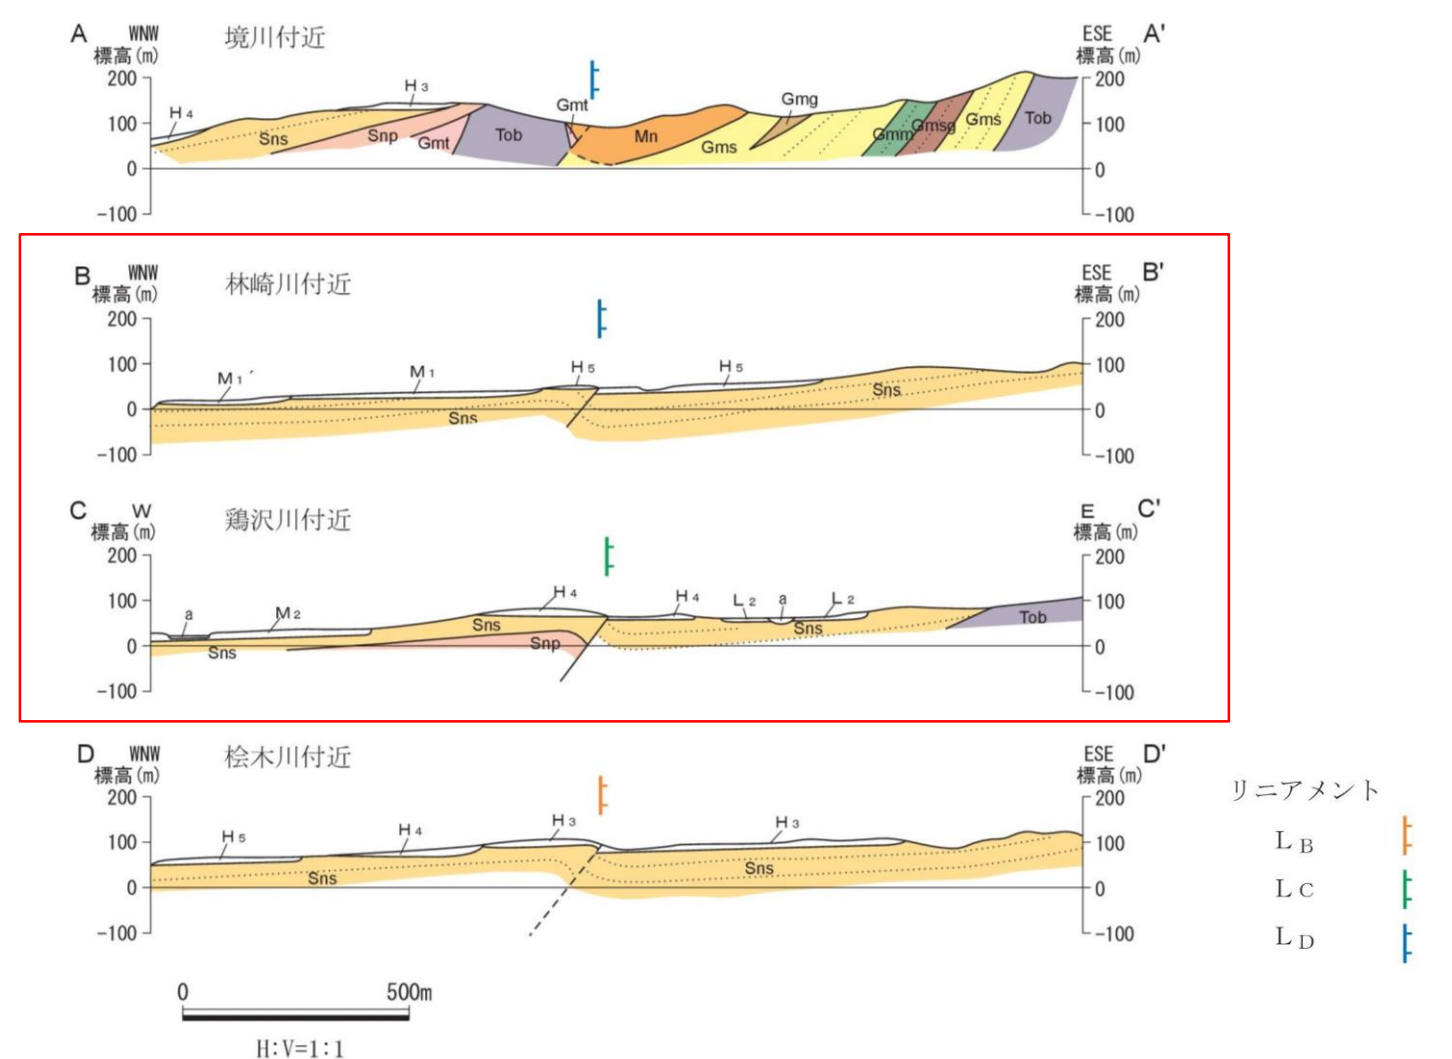 A WNW 境川付近 ESE A'
標高(m) 標高(m)
200 200
100 100
0 0
-100 -100
H4 Sns H3 Snp Gmt Tob Gmt Mn Gms Gmg Gmm Gmsg Gms Tob
B WNW 林崎川付近 ESE B'
標高(m) 標高(m)
200 200
100 100
0 0
-100 -100
M1´ M1 Sns H5 H5 Sns
C W 鶏沢川付近 E C'
標高(m) 標高(m)
200 200
100 100
0 0
-100 -100
a Sns M2 Sns H4 Snp H4 L2 a L2 Sns Tob
D WNW 桧木川付近 ESE D'
標高(m) 標高(m)
200 200
100 100
0 0
-100 -100
H5 Sns H4 H3 H3 Sns
リニアメント
LB
LC
LD
0 500m
H:V=1:1